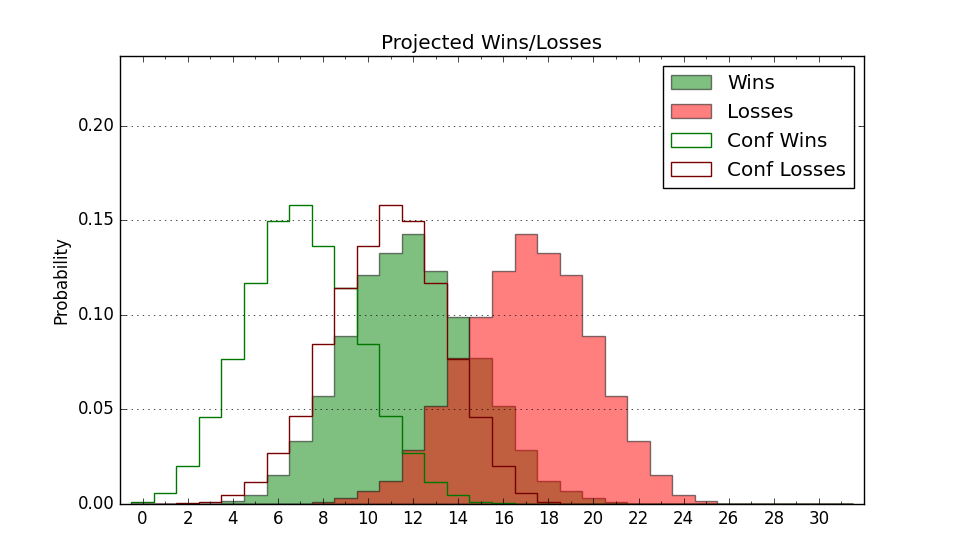 Projected Wins/Losses
Wins
Losses
Conf Wins
Conf Losses
Probability
0.20
0.15
0.10
0.05
0.00
0 2 4 6 8 10 12 14 16 18 20 22 24 26 28 30